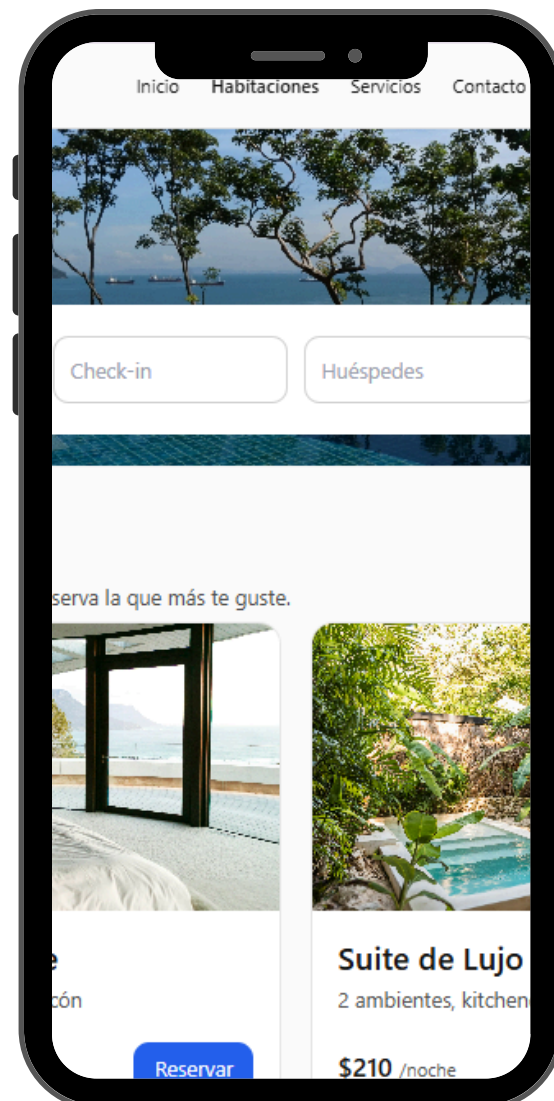 Inicio Habitaciones Servicios Contacto
Check-in Huéspedes
serva la que más te guste.
e
cón
Reservar
Suite de Lujo
2 ambientes, kitchen
$210 /noche